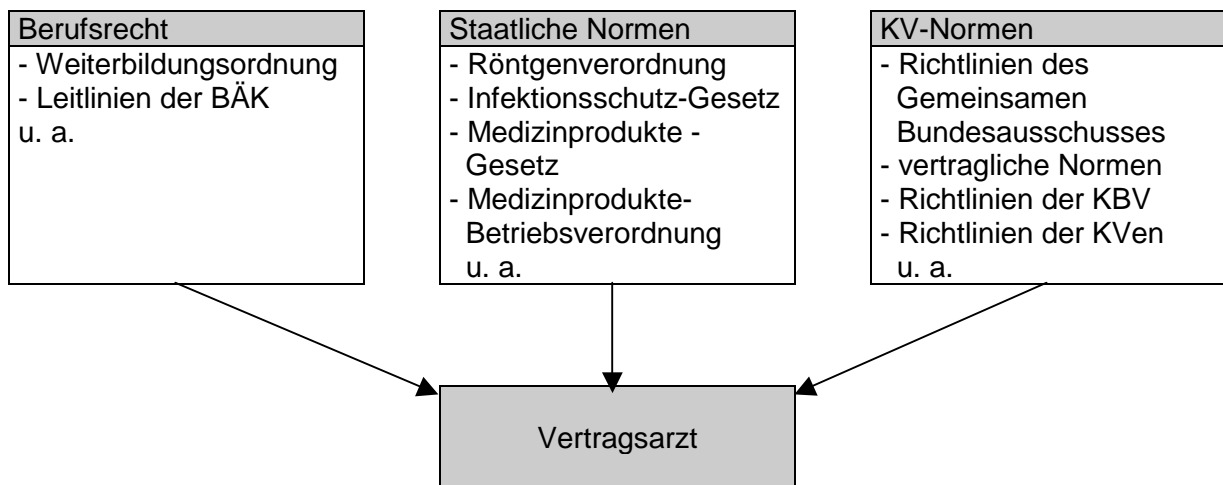 Berufsrecht
- Weiterbildungsordnung
- Leitlinien der BÄK
u. a.
Staatliche Normen
- Röntgenverordnung
- Infektionsschutz-Gesetz
- Medizinprodukte -
Gesetz
- Medizinprodukte-
Betriebsverordnung
u. a.
KV-Normen
- Richtlinien des
Gemeinsamen
Bundesausschusses
- vertragliche Normen
- Richtlinien der KBV
- Richtlinien der KVen
u. a.
Vertragsarzt